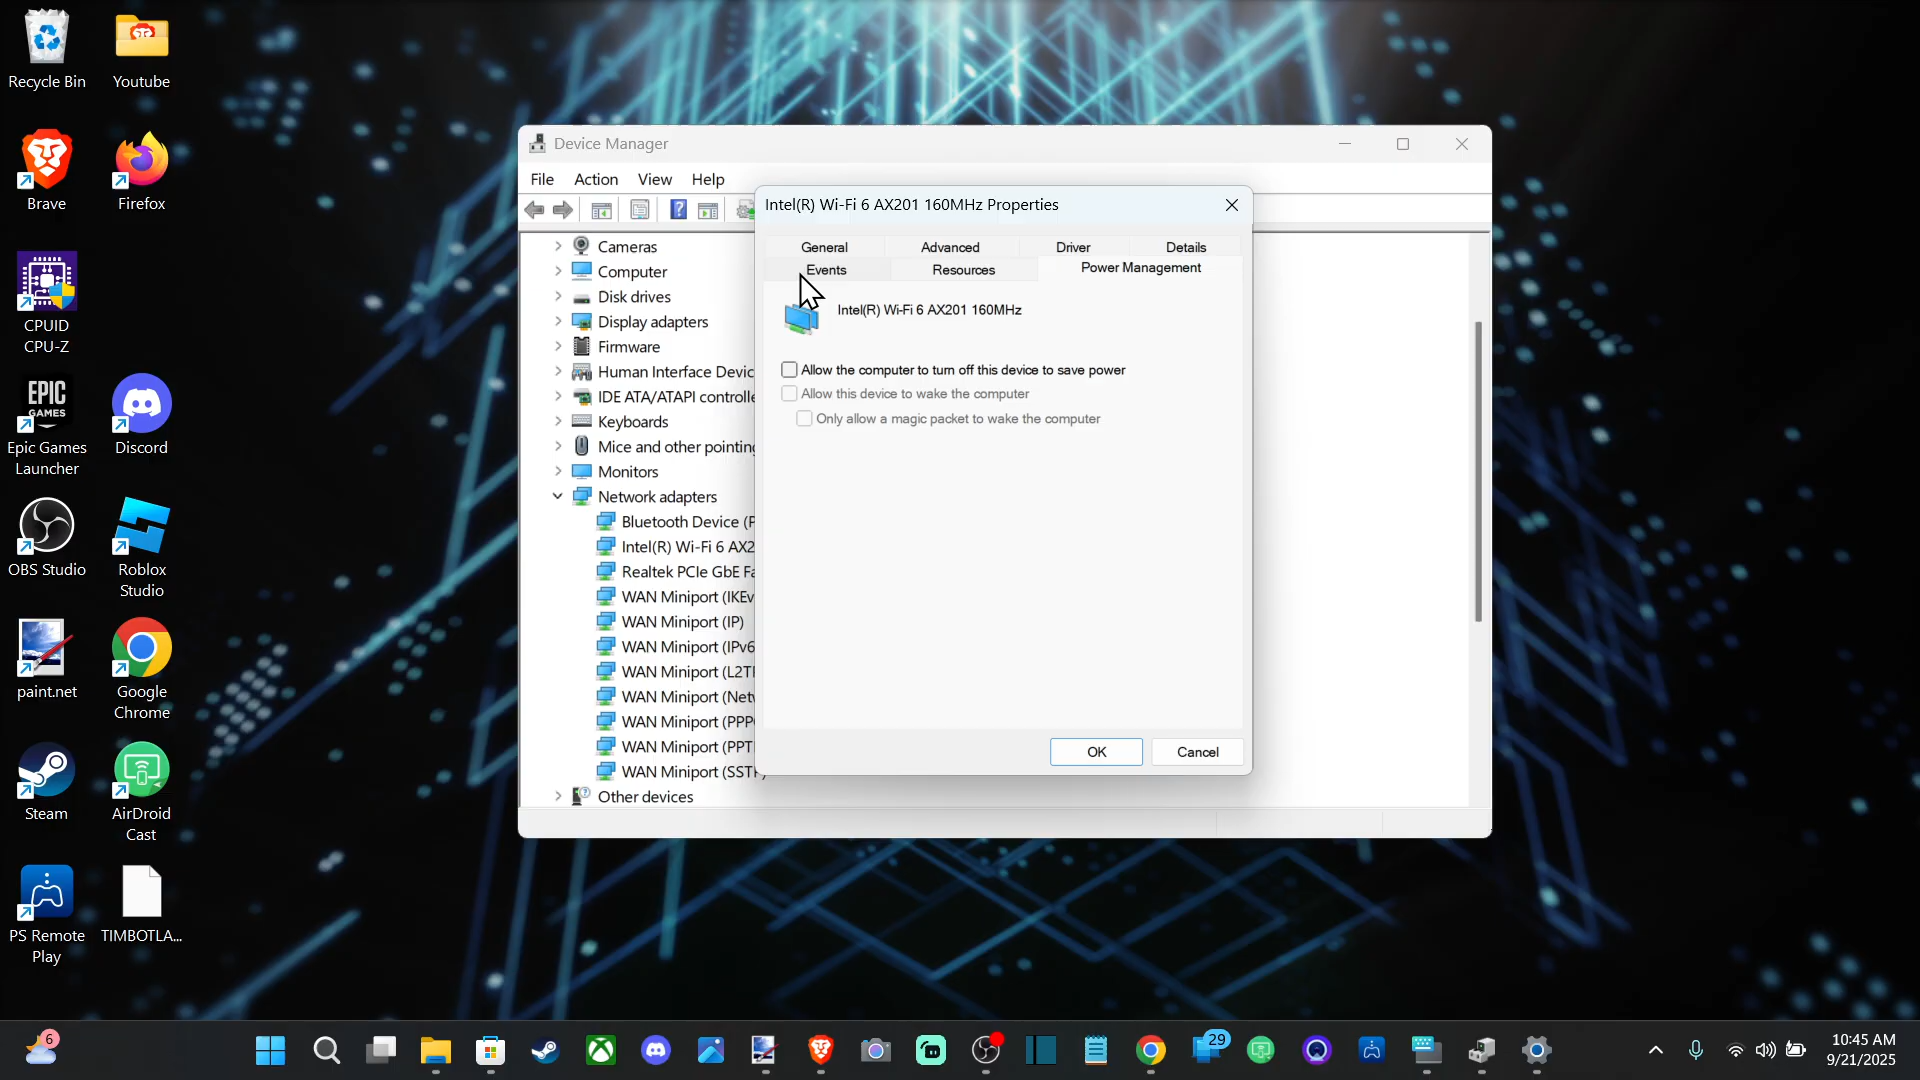 Recycle Bin
Youtube
Brave
Firefox
CPUID
CPU-Z
EPIC
GAMES
Epic Games
Launcher
Discord
OBS Studio
Roblox
Studio
paint.net
Google
Chrome
Steam
AirDroid
Cast
PS Remote
Play
TIMBOTLA...
Device Manager
File Action View Help
Cameras
Computer
Disk drives
Display adapters
Firmware
Human Interface Devic
IDE ATA/ATAPI controlle
Keyboards
Mice and other pointing
Monitors
Network adapters
Bluetooth Device (P
Intel(R) Wi-Fi 6 AX2
Realtek PCIe GbE Fa
WAN Miniport (IKEv
WAN Miniport (IP)
WAN Miniport (IPv6
WAN Miniport (L2TP
WAN Miniport (Netw
WAN Miniport (PPPO
WAN Miniport (PPTP
WAN Miniport (SSTP)
Other devices
Intel(R) Wi-Fi 6 AX201 160MHz Properties
General Advanced Driver Details
Events Resources Power Management
Intel(R) Wi-Fi 6 AX201 160MHz
Allow the computer to turn off this device to save power
Allow this device to wake the computer
Only allow a magic packet to wake the computer
OK Cancel
6
29
10:45 AM
9/21/2025